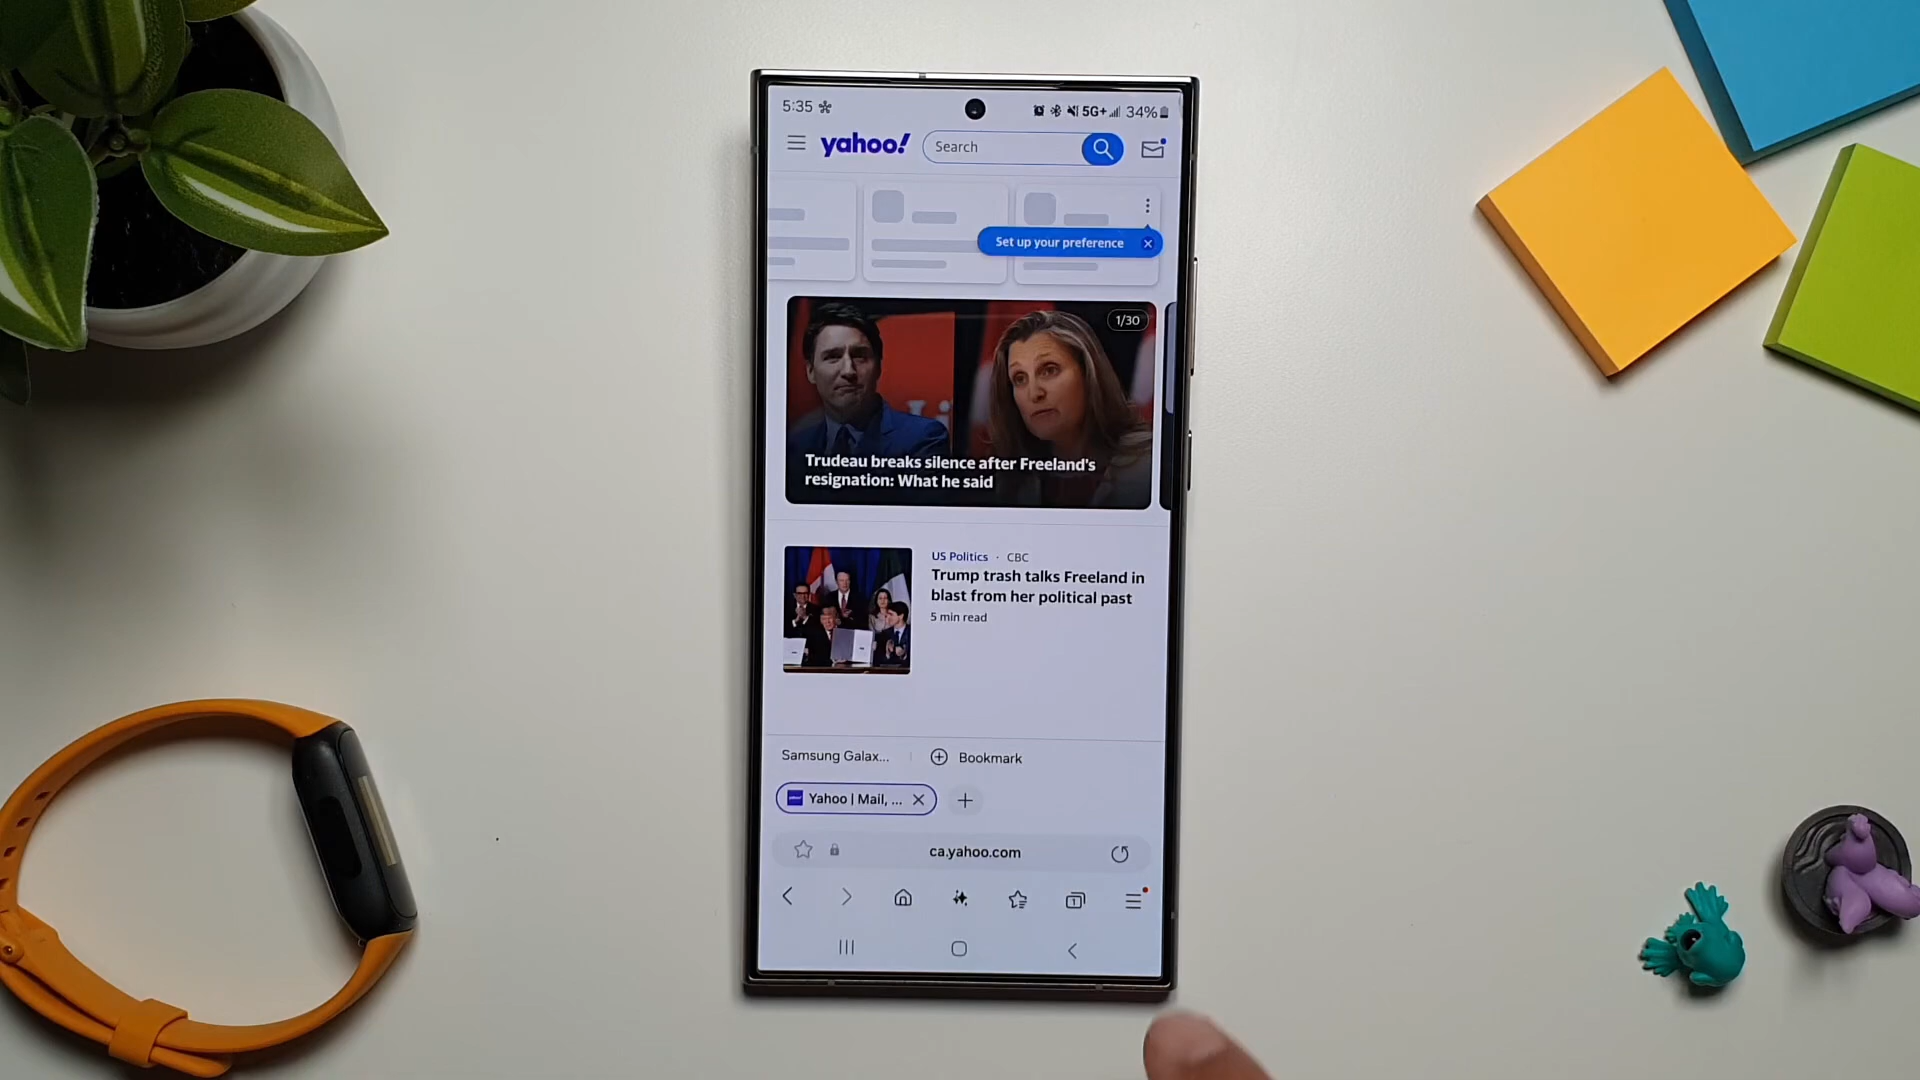 5:35
5G+ 34%
yahoo!
Search
Set up your preference
1/30
Trudeau breaks silence after Freeland's
resignation: What he said
US Politics · CBC
Trump trash talks Freeland in
blast from her political past
5 min read
Samsung Galax...
Bookmark
Yahoo | Mail, ...
ca.yahoo.com
1